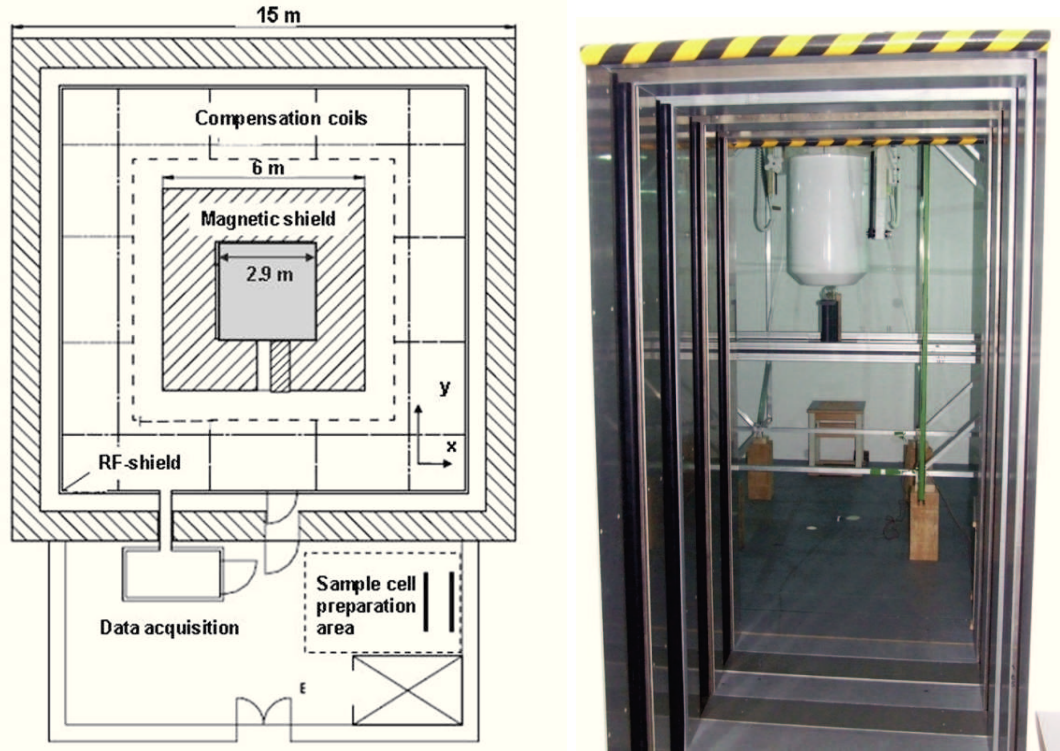 15 m
Compensation coils
6 m
Magnetic shield
2.9 m
y
x
RF-shield
Sample cell
preparation
area
Data acquisition
E